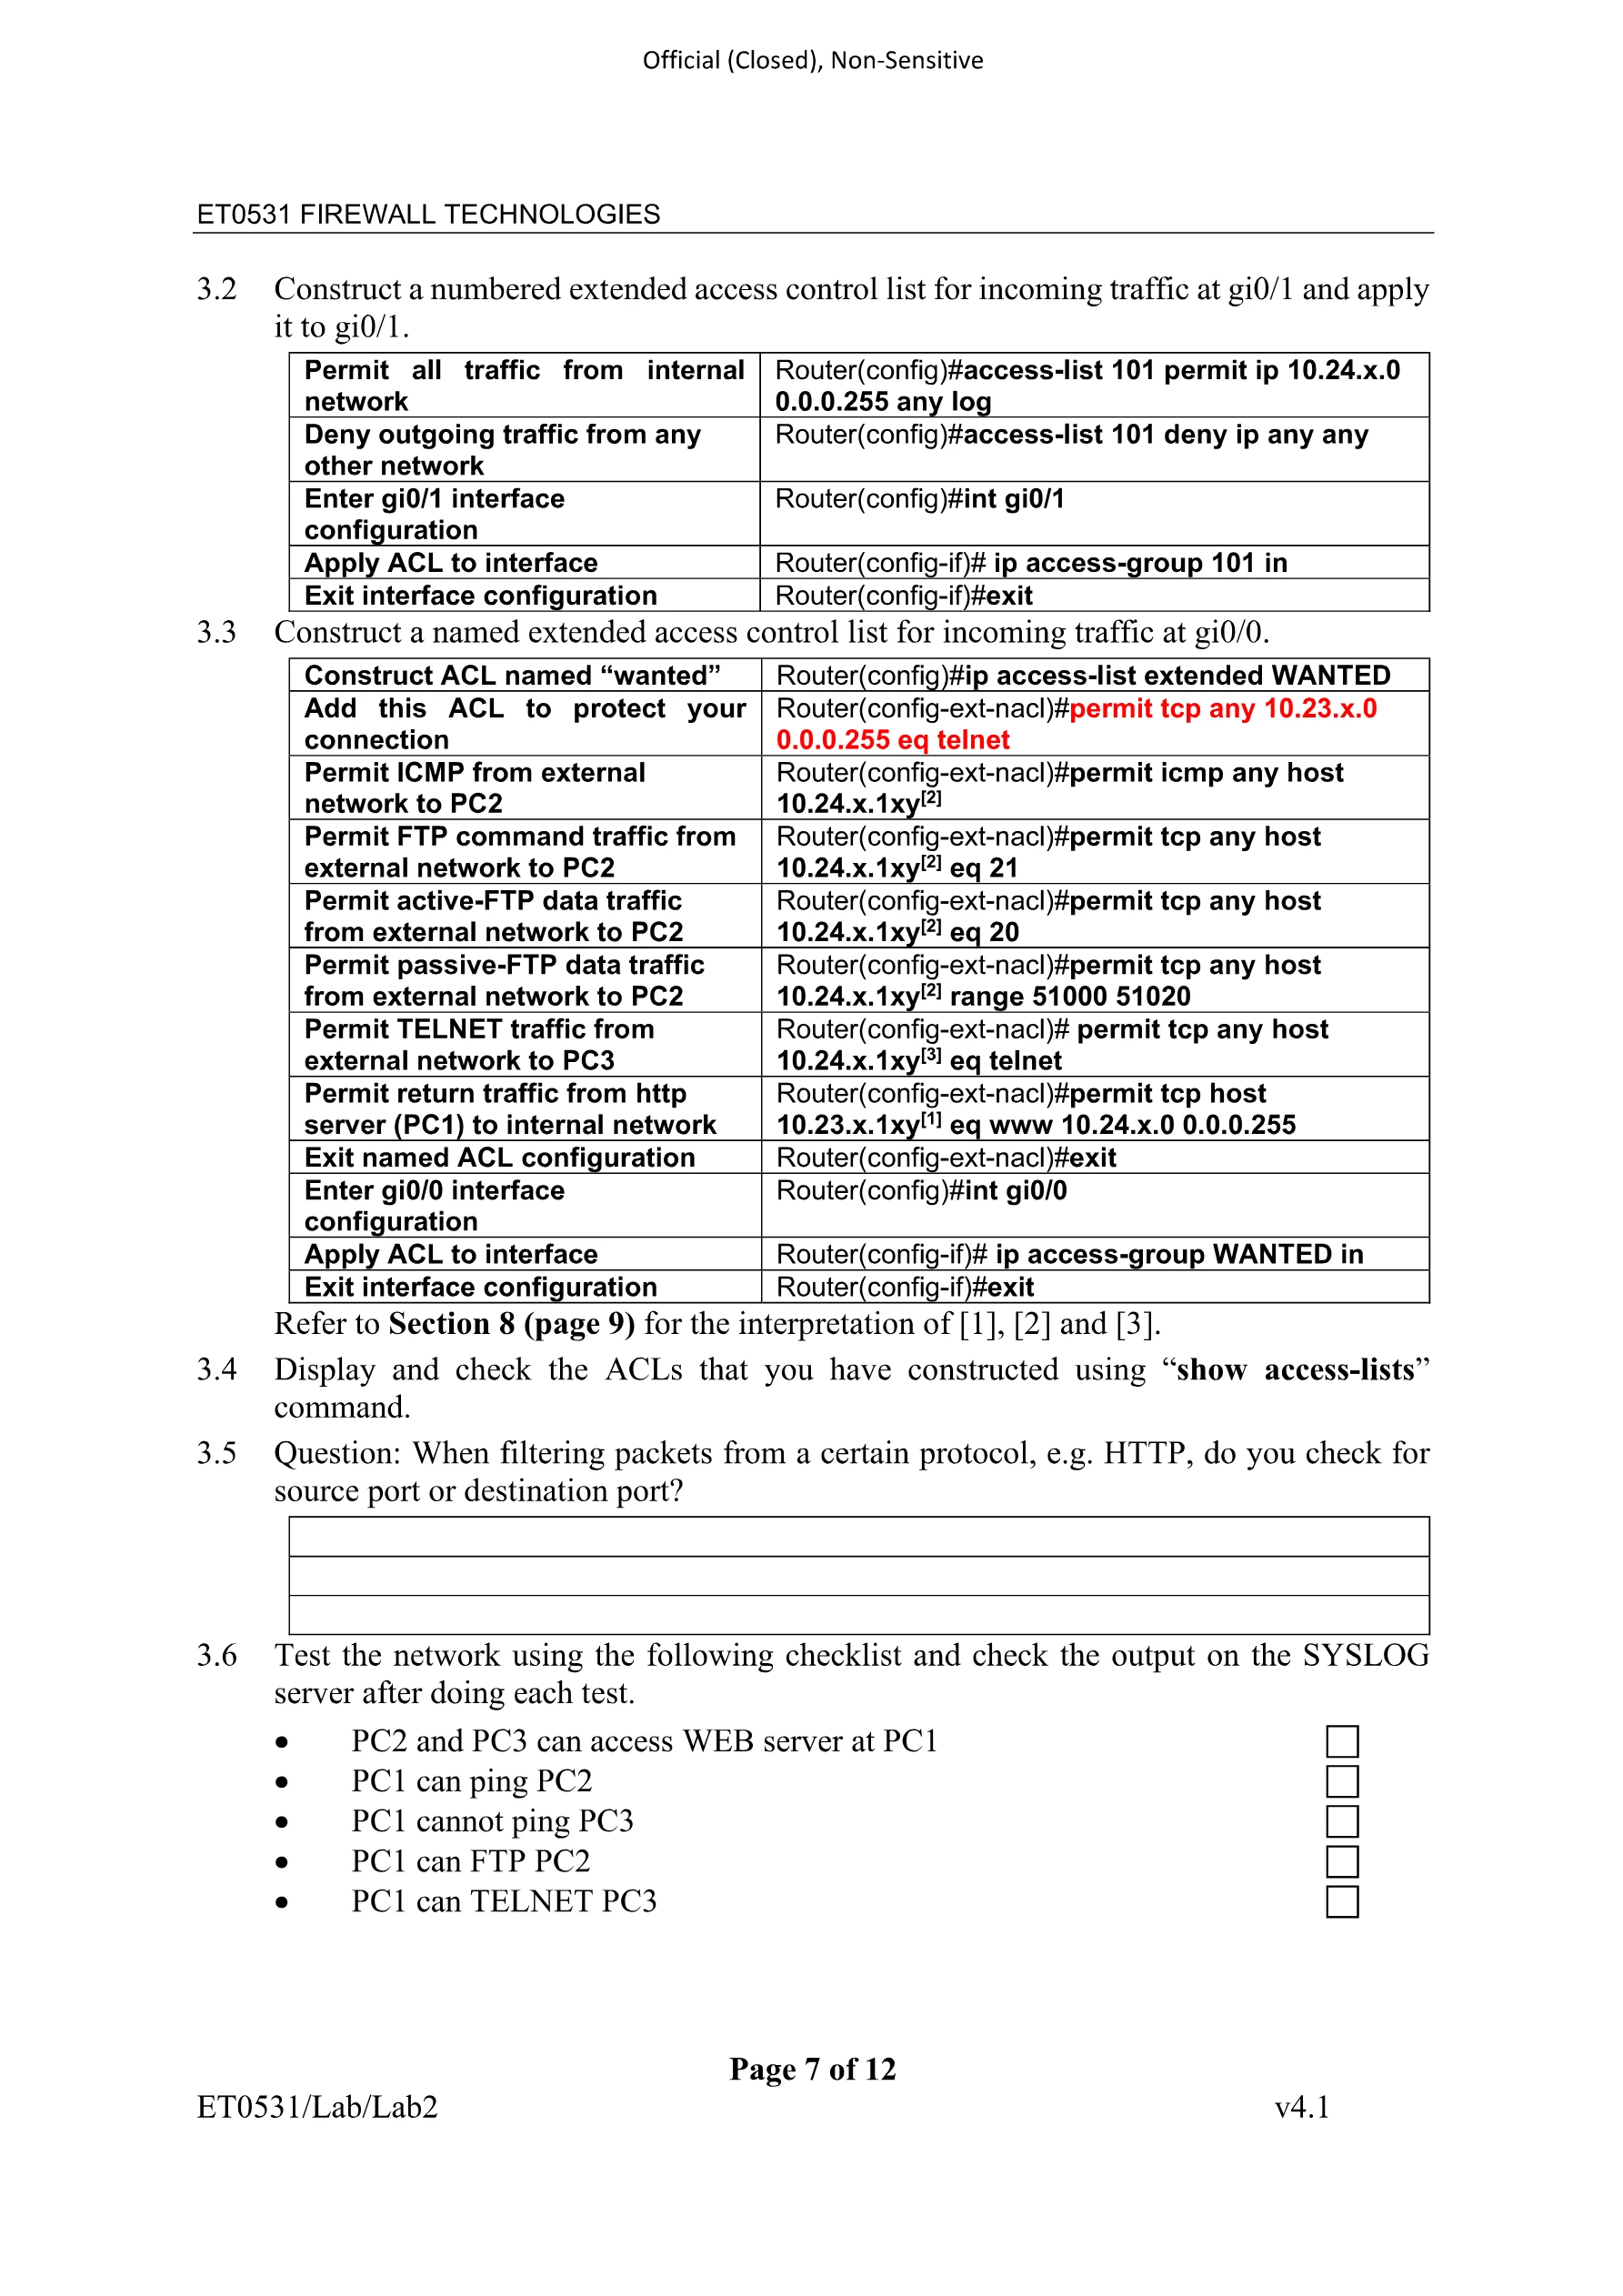 Official (Closed), Non-Sensitive
ET0531 FIREWALL TECHNOLOGIES
3.2 Construct a numbered extended access control list for incoming traffic at gi0/1 and apply
it to gi0/1.
Permit all traffic from internal
network
Router(config)#access-list 101 permit ip 10.24.x.0
0.0.0.255 any log
Deny outgoing traffic from any
other network
Router(config)#access-list 101 deny ip any any
Enter gi0/1 interface
configuration
Router(config)#int gi0/1
Apply ACL to interface
Router(config-if)# ip access-group 101 in
Exit interface configuration
Router(config-if)#exit
3.3 Construct a named extended access control list for incoming traffic at gi0/0.
Construct ACL named “wanted”
Router(config)#ip access-list extended WANTED
Add this ACL to protect your
connection
Router(config-ext-nacl)#permit tcp any 10.23.x.0
0.0.0.255 eq telnet
Permit ICMP from external
network to PC2
Router(config-ext-nacl)#permit icmp any host
10.24.x.1xy[2]
Permit FTP command traffic from
external network to PC2
Router(config-ext-nacl)#permit tcp any host
10.24.x.1xy[2] eq 21
Permit active-FTP data traffic
from external network to PC2
Router(config-ext-nacl)#permit tcp any host
10.24.x.1xy[2] eq 20
Permit passive-FTP data traffic
from external network to PC2
Router(config-ext-nacl)#permit tcp any host
10.24.x.1xy[2] range 51000 51020
Permit TELNET traffic from
external network to PC3
Router(config-ext-nacl)# permit tcp any host
10.24.x.1xy[3] eq telnet
Permit return traffic from http
server (PC1) to internal network
Router(config-ext-nacl)#permit tcp host
10.23.x.1xy[1] eq www 10.24.x.0 0.0.0.255
Exit named ACL configuration
Router(config-ext-nacl)#exit
Enter gi0/0 interface
configuration
Router(config)#int gi0/0
Apply ACL to interface
Router(config-if)# ip access-group WANTED in
Exit interface configuration
Router(config-if)#exit
Refer to Section 8 (page 9) for the interpretation of [1], [2] and [3].
3.4 Display and check the ACLs that you have constructed using “show access-lists”
command.
3.5 Question: When filtering packets from a certain protocol, e.g. HTTP, do you check for
source port or destination port?
3.6 Test the network using the following checklist and check the output on the SYSLOG
server after doing each test.
• PC2 and PC3 can access WEB server at PC1
• PC1 can ping PC2
• PC1 cannot ping PC3
• PC1 can FTP PC2
• PC1 can TELNET PC3
Page 7 of 12
ET0531/Lab/Lab2 v4.1